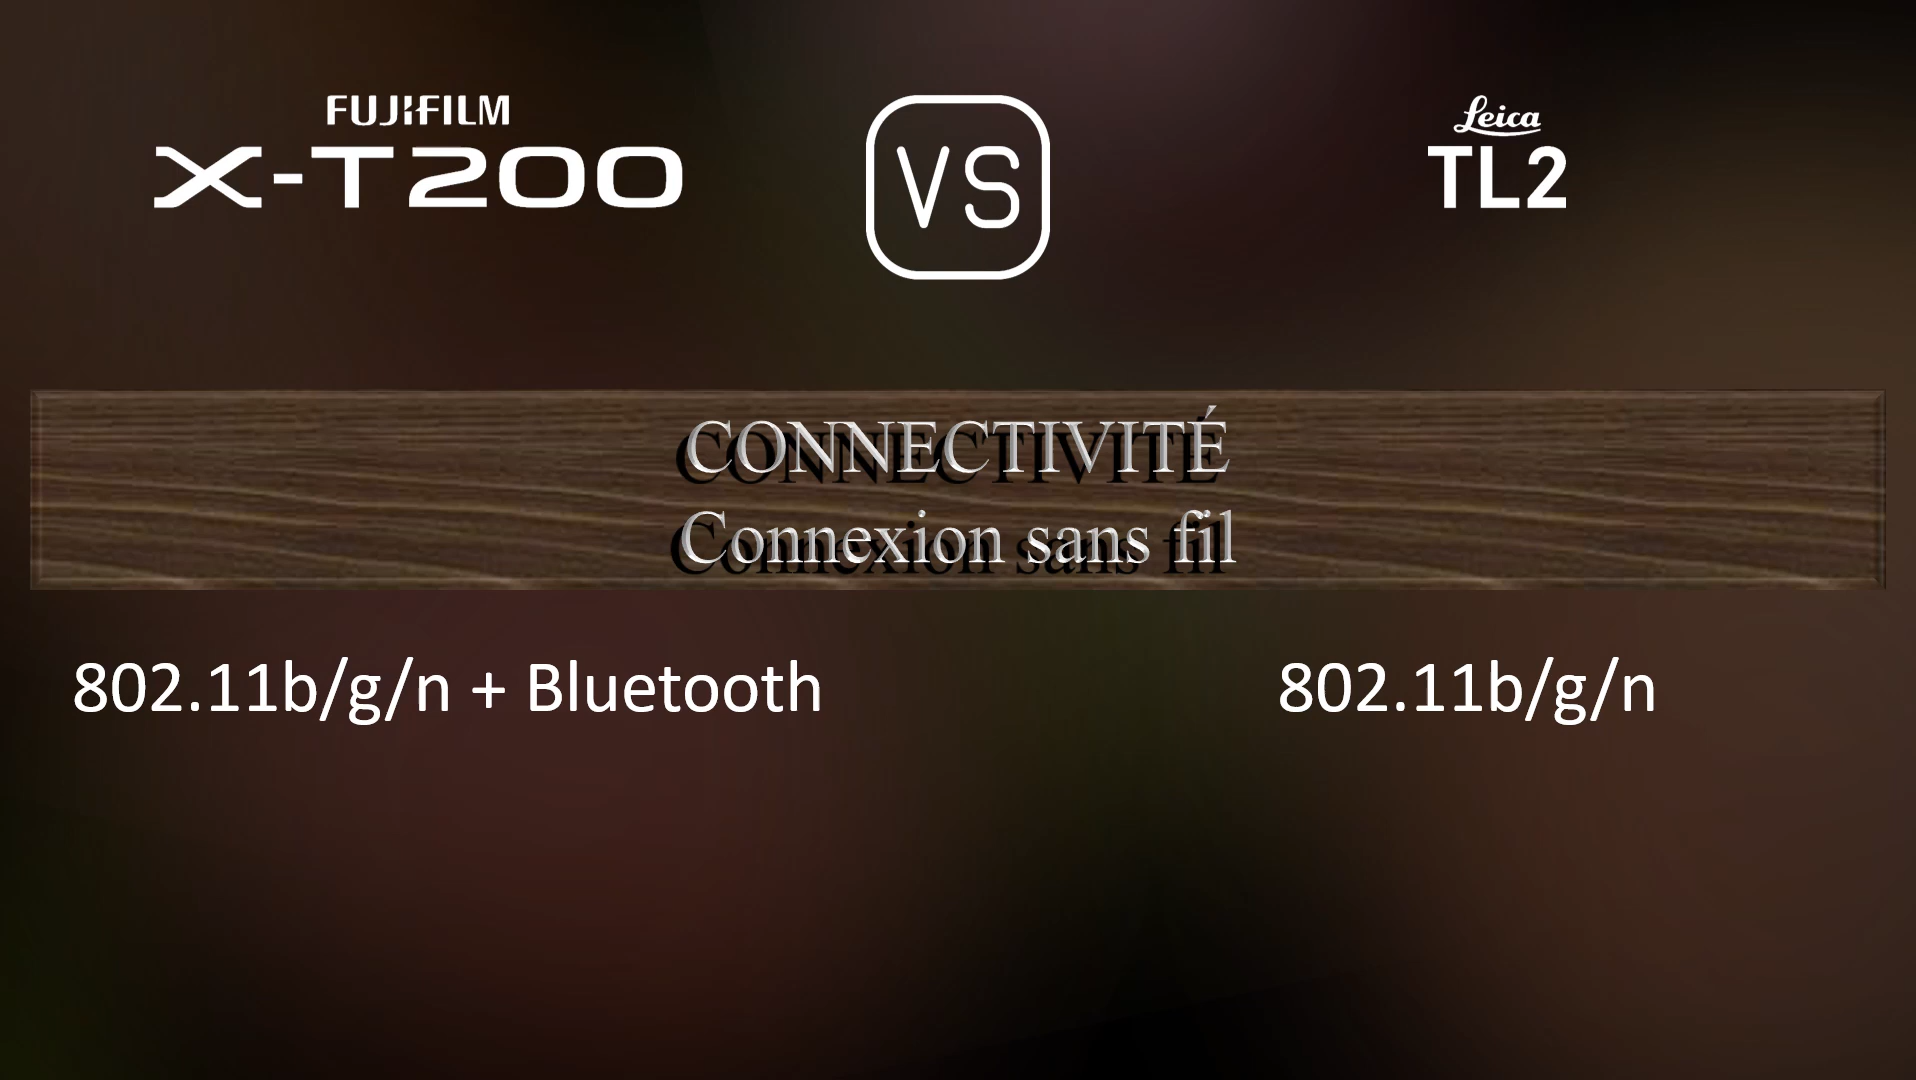 FUJIFILM
X-T200
VS
Leica
TL2
CONNECTIVITÉ
Connexion sans fil
802.11b/g/n + Bluetooth
802.11b/g/n